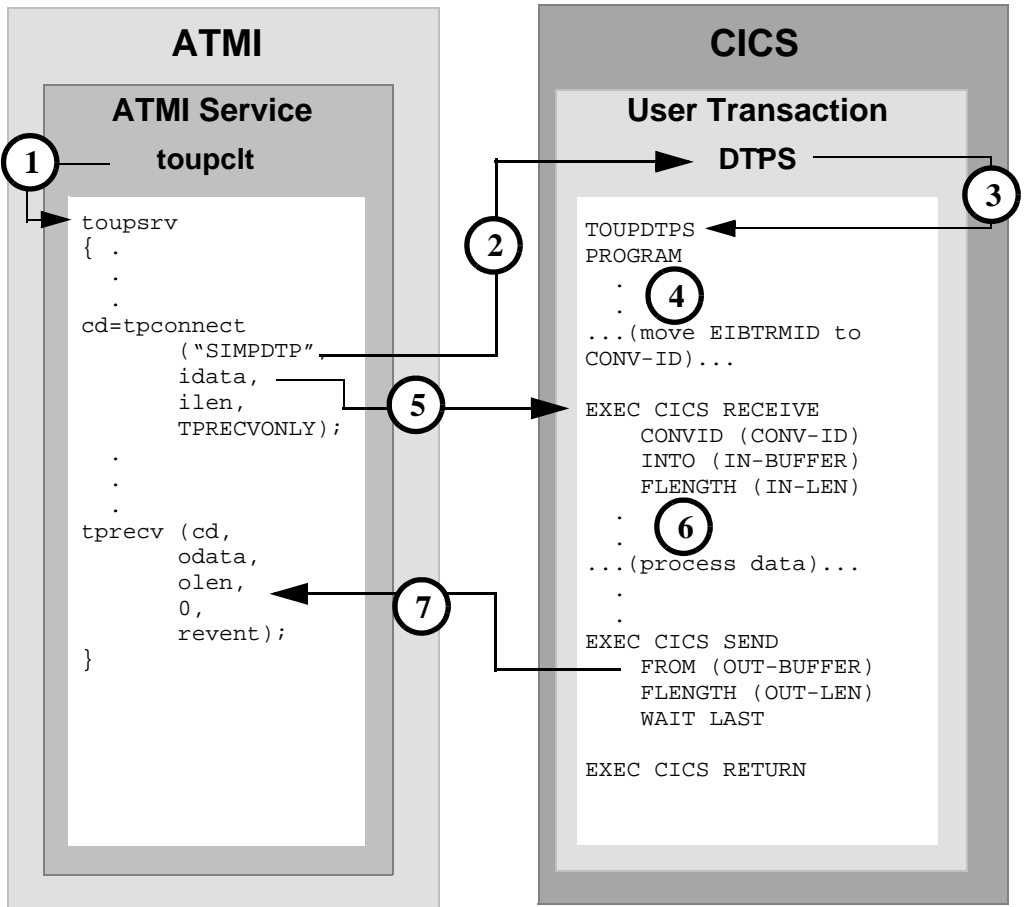 ATMI
ATMI Service
toupclt
1
toupsrv
{ .
.
.
cd=tpconnect
(“SIMPDTP”,
idata,
ilen,
TPRECVONLY);
.
.
.
tprecv (cd,
odata,
olen,
0,
revent);
}
2
5
7
CICS
User Transaction
DTPS
3
TOUPDTPS
PROGRAM
.
.
4
...(move EIBTRMID to
CONV-ID)...
EXEC CICS RECEIVE
CONVID (CONV-ID)
INTO (IN-BUFFER)
FLENGTH (IN-LEN)
.
.
6
...(process data)...
.
.
EXEC CICS SEND
FROM (OUT-BUFFER)
FLENGTH (OUT-LEN)
WAIT LAST
EXEC CICS RETURN